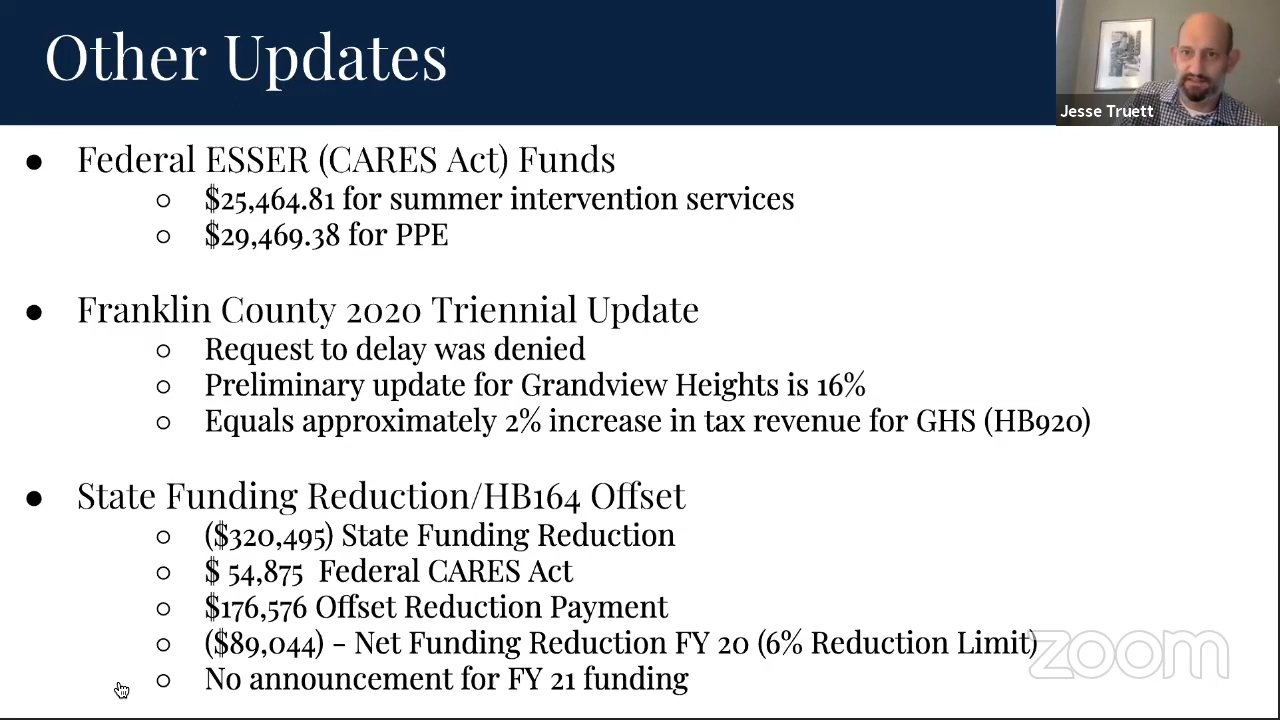 Other Updates
Jesse Truett
● Federal ESSER (CARES Act) Funds
○ $25,464.81 for summer intervention services
○ $29,469.38 for PPE
● Franklin County 2020 Triennial Update
○ Request to delay was denied
○ Preliminary update for Grandview Heights is 16%
○ Equals approximately 2% increase in tax revenue for GHS (HB920)
● State Funding Reduction/HB164 Offset
○ ($320,495) State Funding Reduction
○ $ 54,875 Federal CARES Act
○ $176,576 Offset Reduction Payment
○ ($89,044) - Net Funding Reduction FY 20 (6% Reduction Limit)
○ No announcement for FY 21 funding
zoom